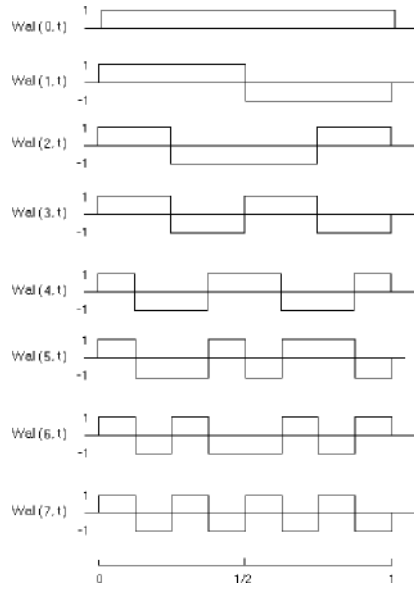 1
Wal(0,t)
1
Wal(1,t)
-1
1
Wal(2,t)
-1
1
Wal(3,t)
-1
1
Wal(4,t)
-1
1
Wal(5,t)
-1
1
Wal(6,t)
-1
1
Wal(7,t)
-1
0 1/2 1